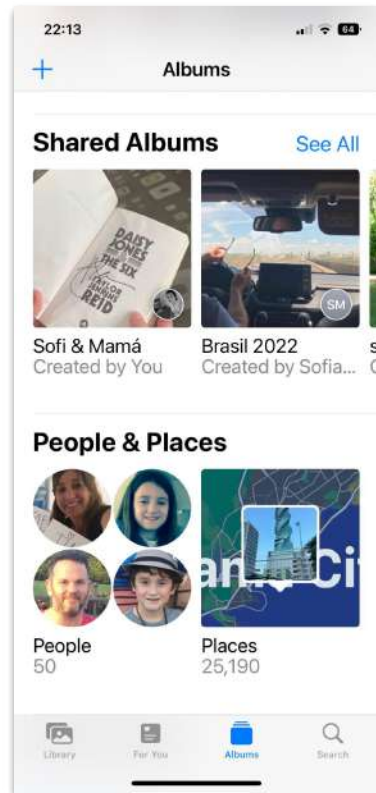 22:13
64
Albums
Shared Albums
See All
DAISY
JONES
THE SIX
TAYLOR
JENKINS
REID
SM
Sofi & Mamá
Brasil 2022
Created by You
Created by Sofia...
People & Places
Cit
People
Places
50
25,190
Library
For You
Albums
Search